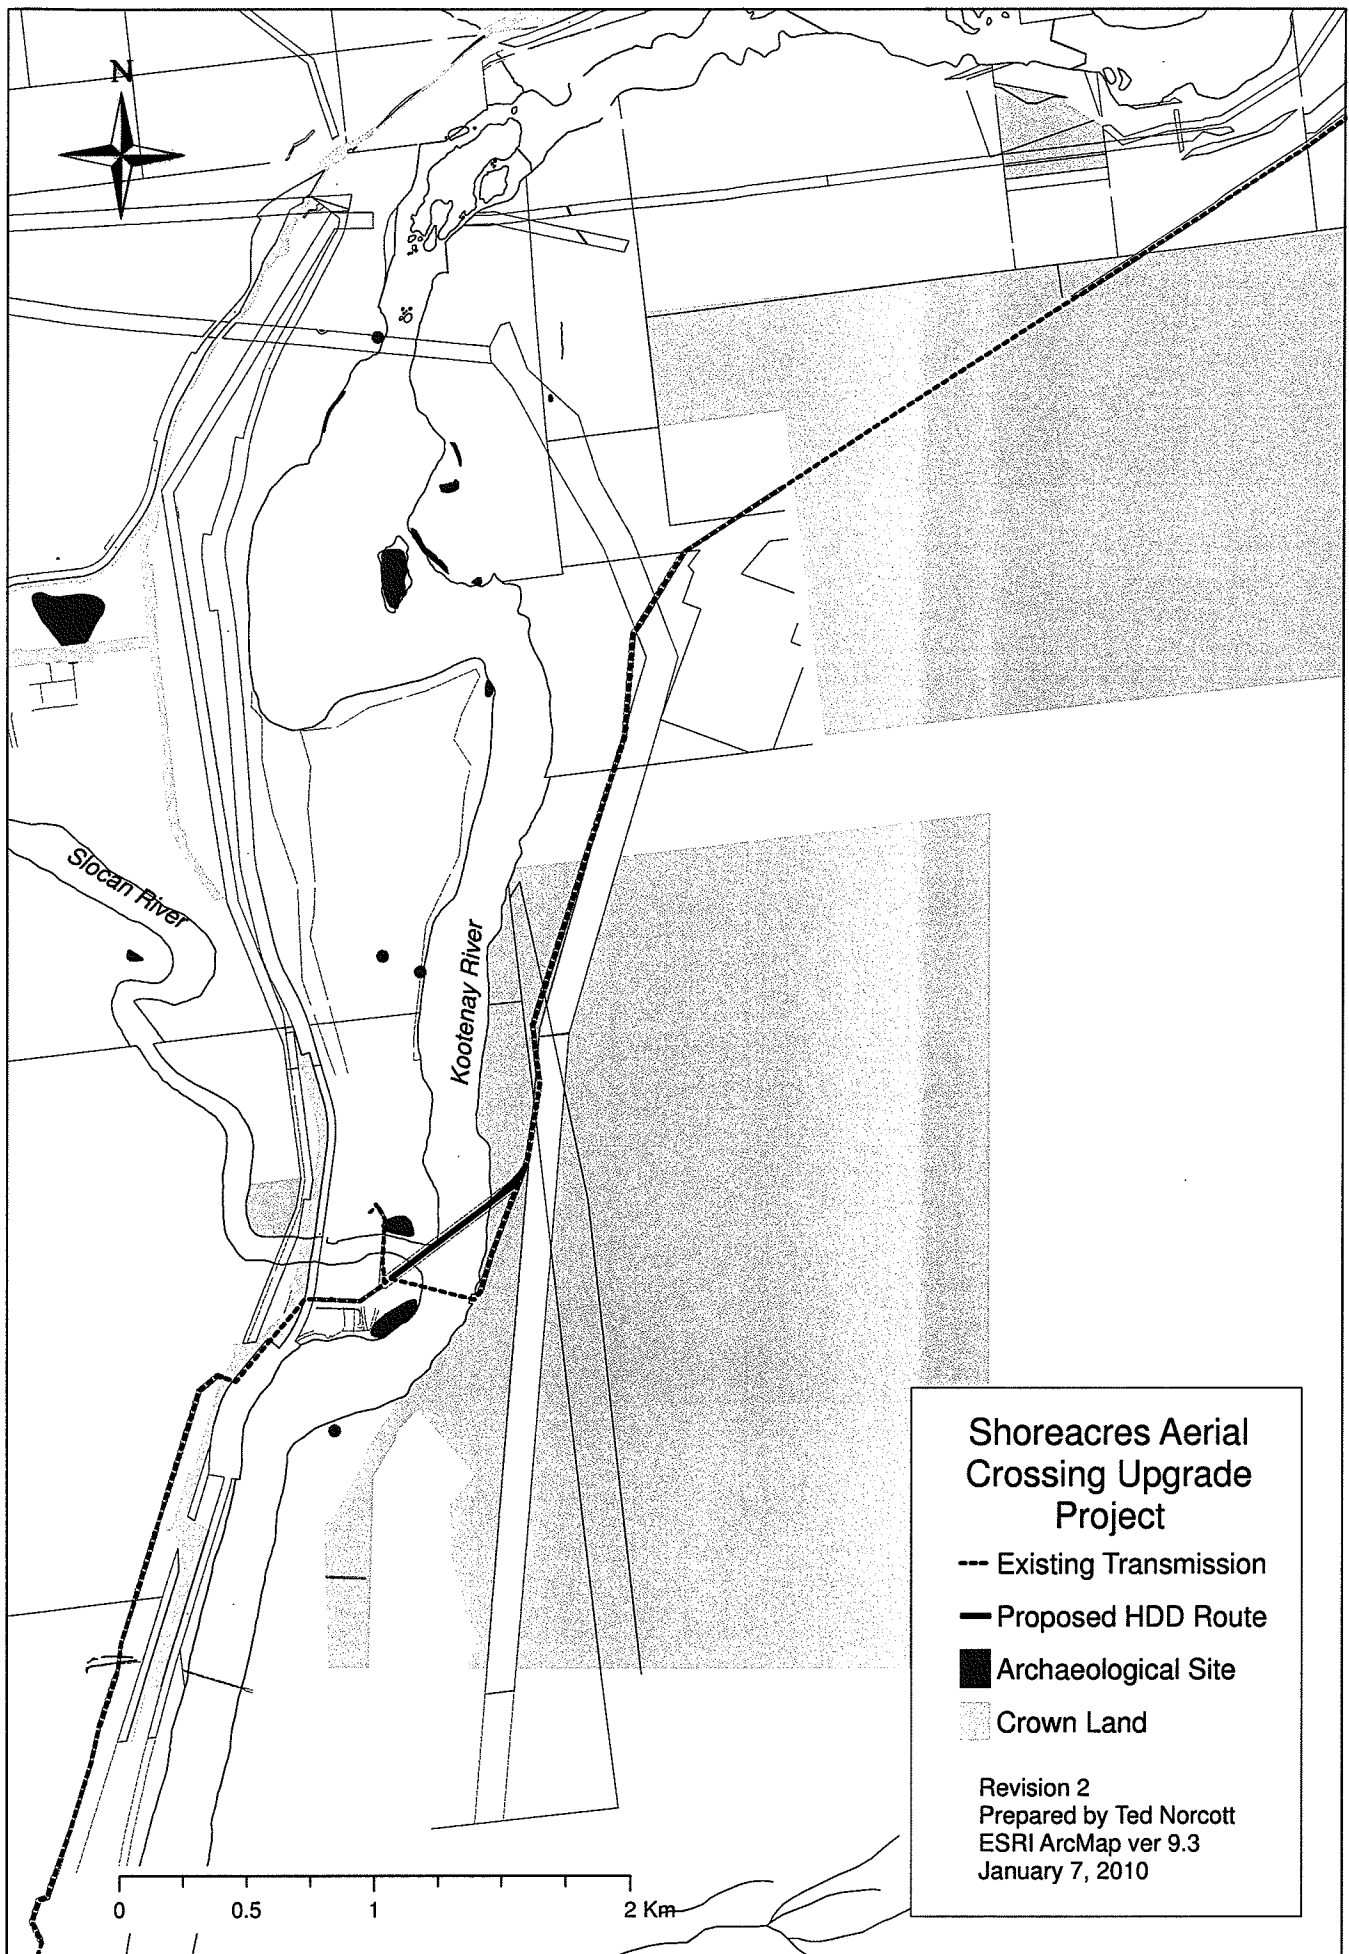 N
Slocan River
Kootenay River
Shoreacres Aerial
Crossing Upgrade
Project
Existing Transmission
Proposed HDD Route
Archaeological Site
Crown Land
Revision 2
Prepared by Ted Norcott
ESRI ArcMap ver 9.3
January 7, 2010
0 0.5 1 2 Km